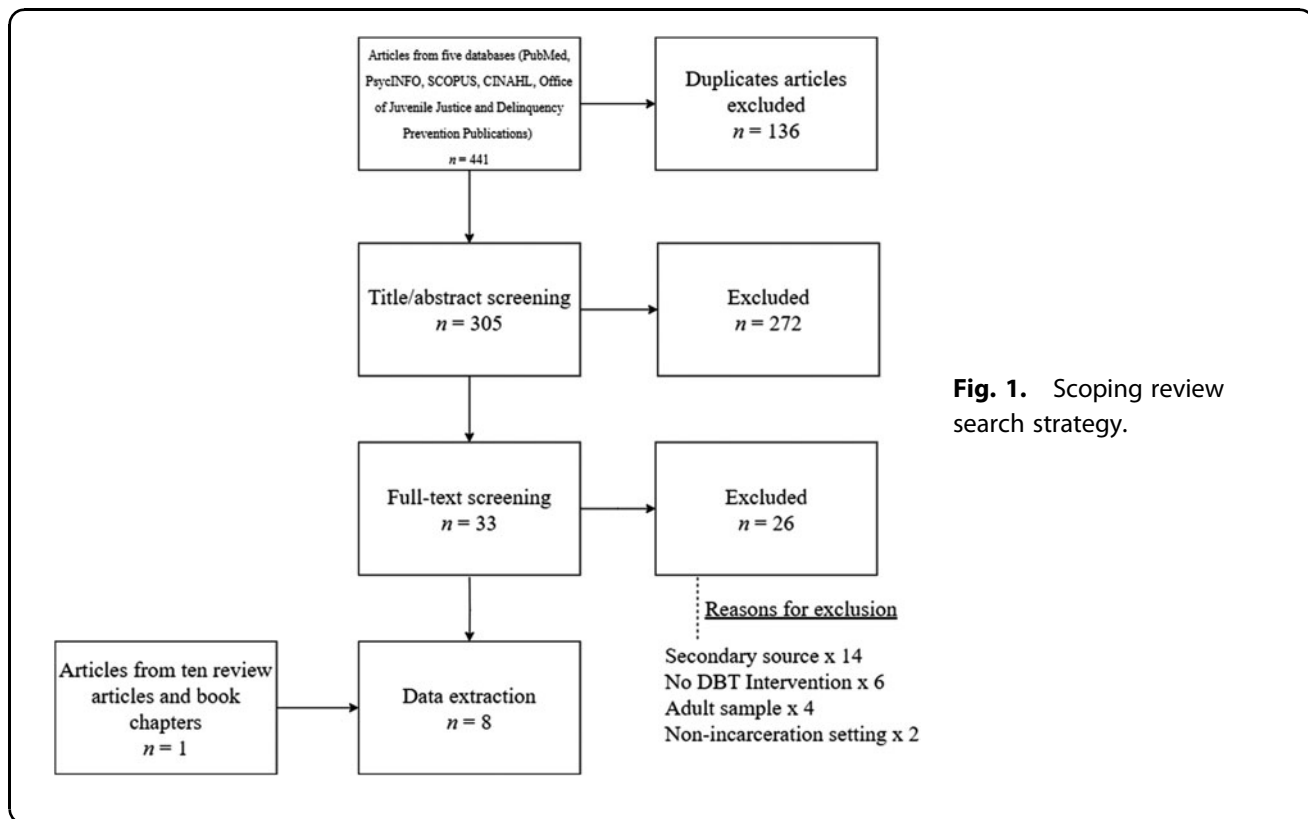 Articles from five databases (PubMed,
PsycINFO, SCOPUS, CINAHL, Office
of Juvenile Justice and Delinquency
Prevention Publications)
n = 441
Duplicates articles
excluded
n = 136
Title/abstract screening
n = 305
Excluded
n = 272
Fig. 1. Scoping review
search strategy.
Full-text screening
n = 33
Excluded
n = 26
Reasons for exclusion
Secondary source x 14
No DBT Intervention x 6
Adult sample x 4
Non-incarceration setting x 2
Articles from ten review
articles and book
chapters
n = 1
Data extraction
n = 8